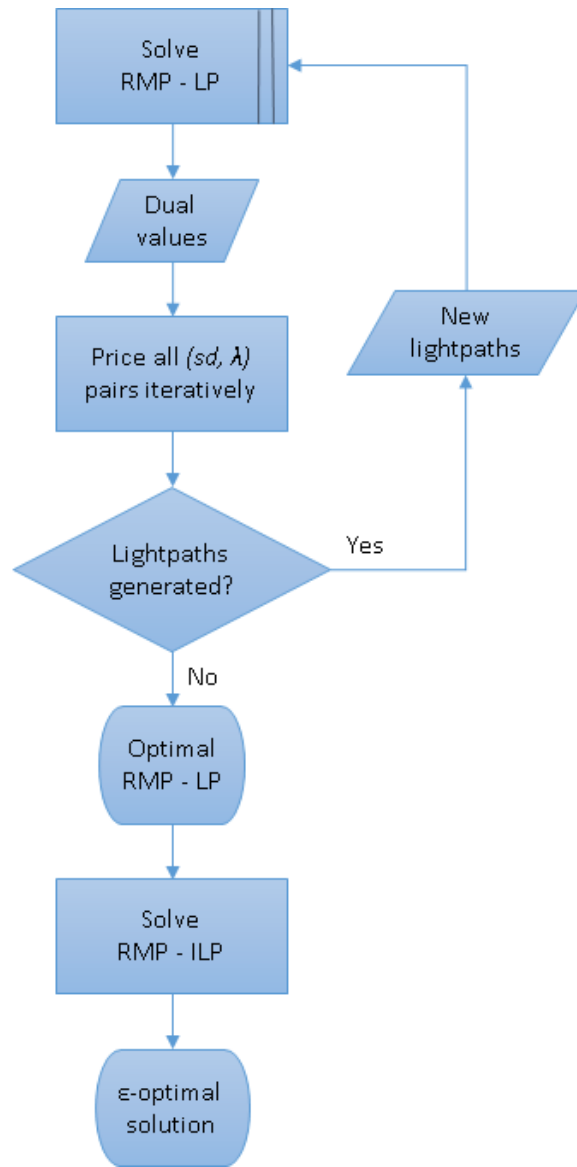 Solve
RMP - LP
Dual
values
Price all (sd, λ)
pairs iteratively
New
lightpaths
Lightpaths
generated?
Yes
No
Optimal
RMP - LP
Solve
RMP - ILP
ε-optimal
solution